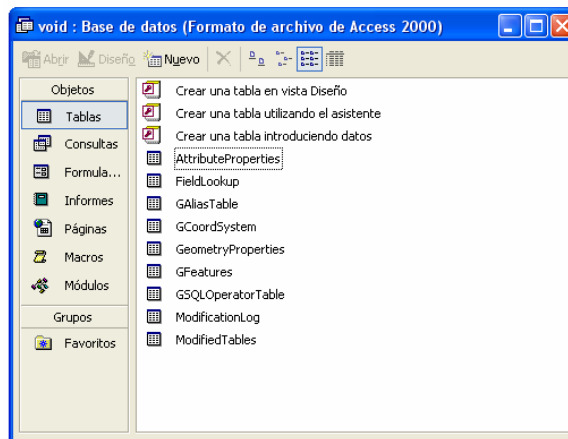 void : Base de datos (Formato de archivo de Access 2000)
Abrir Diseño Nuevo
Objetos
Tablas
Consultas
Formula...
Informes
Páginas
Macros
Módulos
Grupos
Favoritos
Crear una tabla en vista Diseño
Crear una tabla utilizando el asistente
Crear una tabla introduciendo datos
AttributeProperties
FieldLookup
GAliasTable
GCoordSystem
GeometryProperties
GFeatures
GSQLOperatorTable
ModificationLog
ModifiedTables